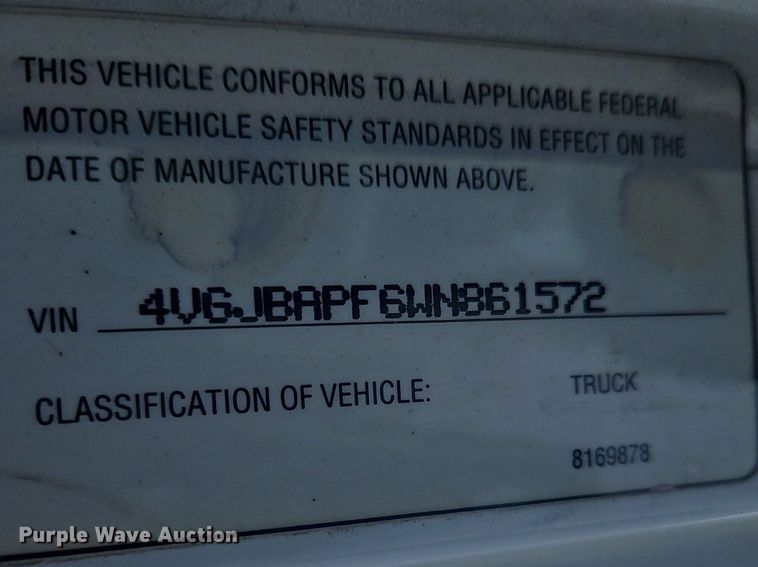 THIS VEHICLE CONFORMS TO ALL APPLICABLE FEDERAL
MOTOR VEHICLE SAFETY STANDARDS IN EFFECT ON THE
DATE OF MANUFACTURE SHOWN ABOVE.
VIN 4VGJBAPF6WN861572
CLASSIFICATION OF VEHICLE: TRUCK
8169878
Purple Wave Auction